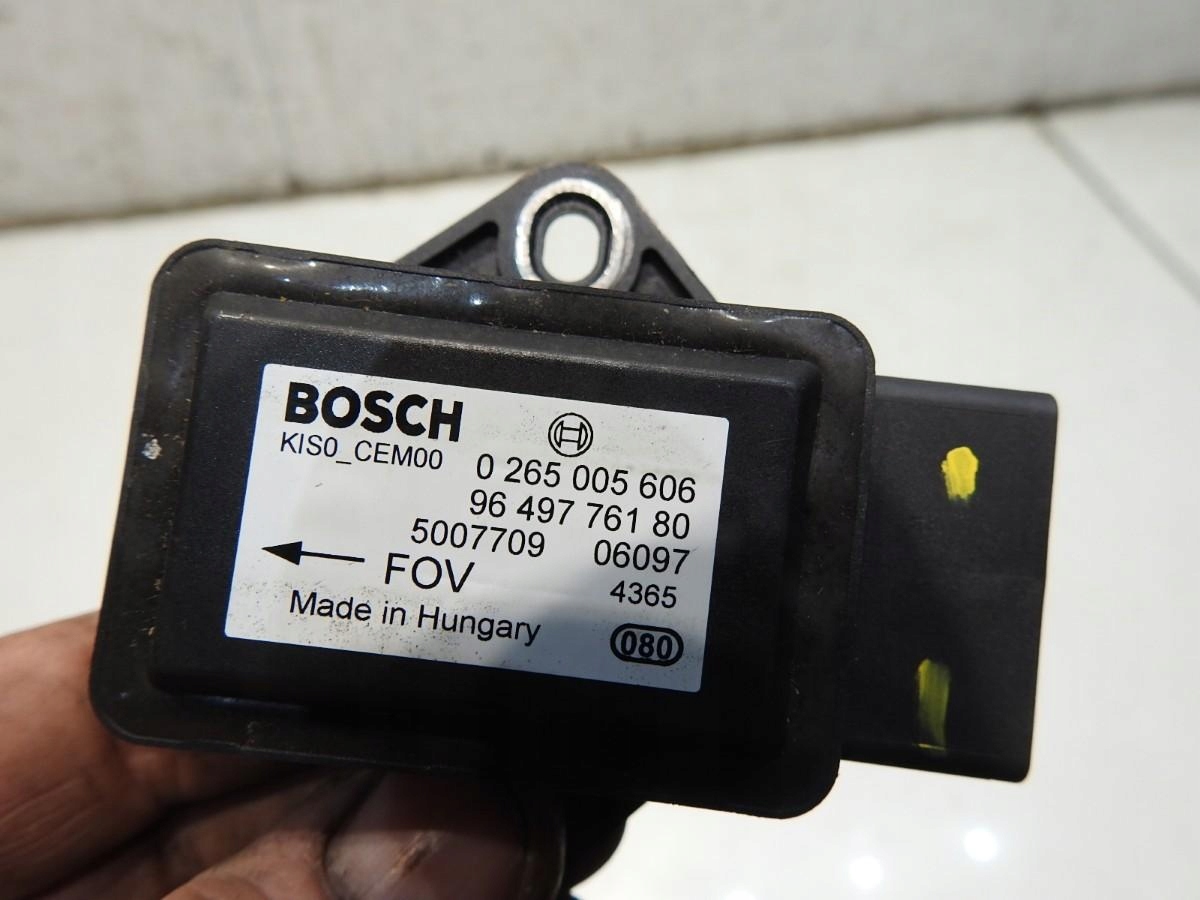 BOSCH
KIS0_CEM00
0 265 005 606
96 497 761 80
5007709 06097
FOV 4365
Made in Hungary
080